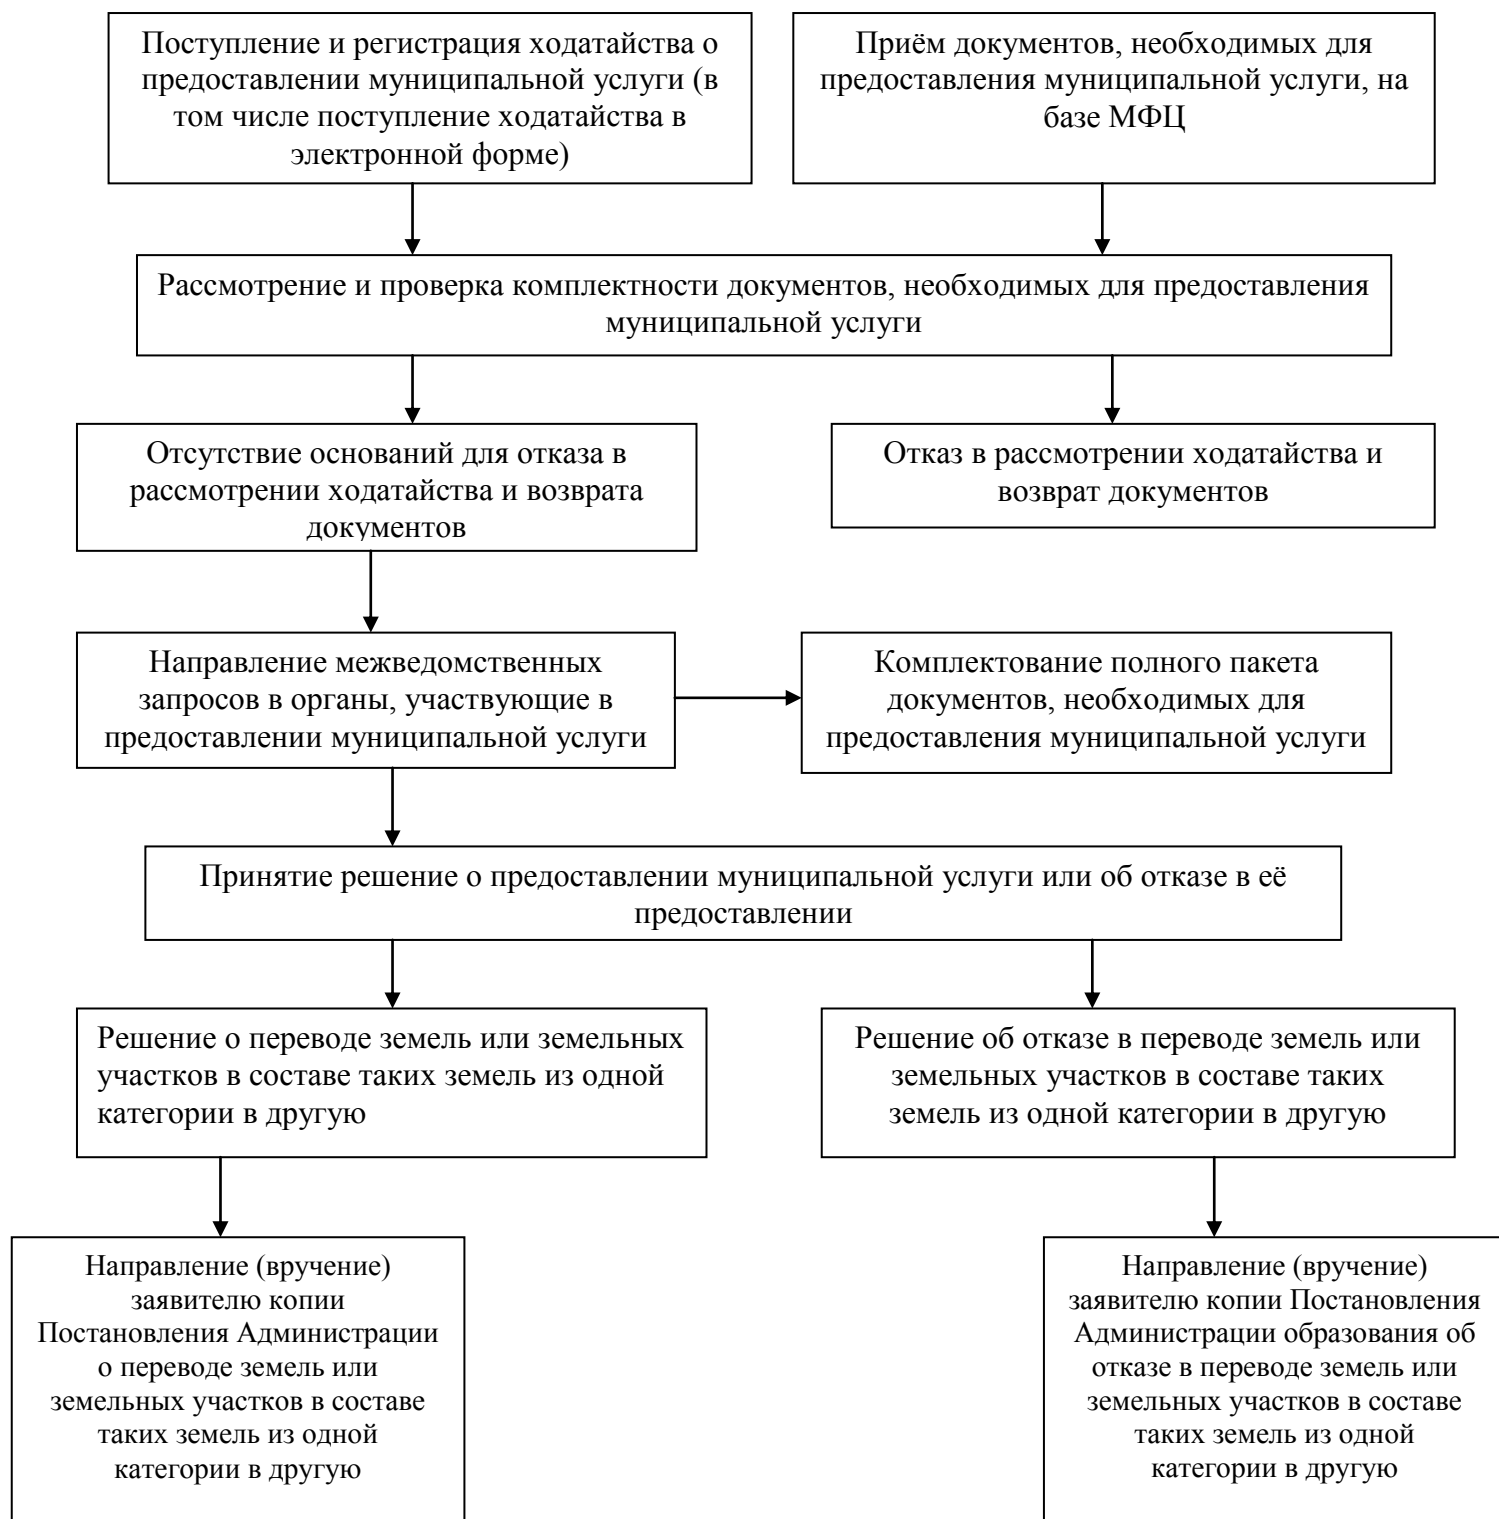 Поступление и регистрация ходатайства о
предоставлении муниципальной услуги (в
том числе поступление ходатайства в
электронной форме)
Приём документов, необходимых для
предоставления муниципальной услуги, на
базе МФЦ
Рассмотрение и проверка комплектности документов, необходимых для предоставления
муниципальной услуги
Отсутствие оснований для отказа в
рассмотрении ходатайства и возврата
документов
Отказ в рассмотрении ходатайства и
возврат документов
Направление межведомственных
запросов в органы, участвующие в
предоставлении муниципальной услуги
Комплектование полного пакета
документов, необходимых для
предоставления муниципальной услуги
Принятие решение о предоставлении муниципальной услуги или об отказе в её
предоставлении
Решение о переводе земель или земельных
участков в составе таких земель из одной
категории в другую
Решение об отказе в переводе земель или
земельных участков в составе таких
земель из одной категории в другую
Направление (вручение)
заявителю копии
Постановления Администрации
о переводе земель или
земельных участков в составе
таких земель из одной
категории в другую
Направление (вручение)
заявителю копии Постановления
Администрации образования об
отказе в переводе земель или
земельных участков в составе
таких земель из одной
категории в другую